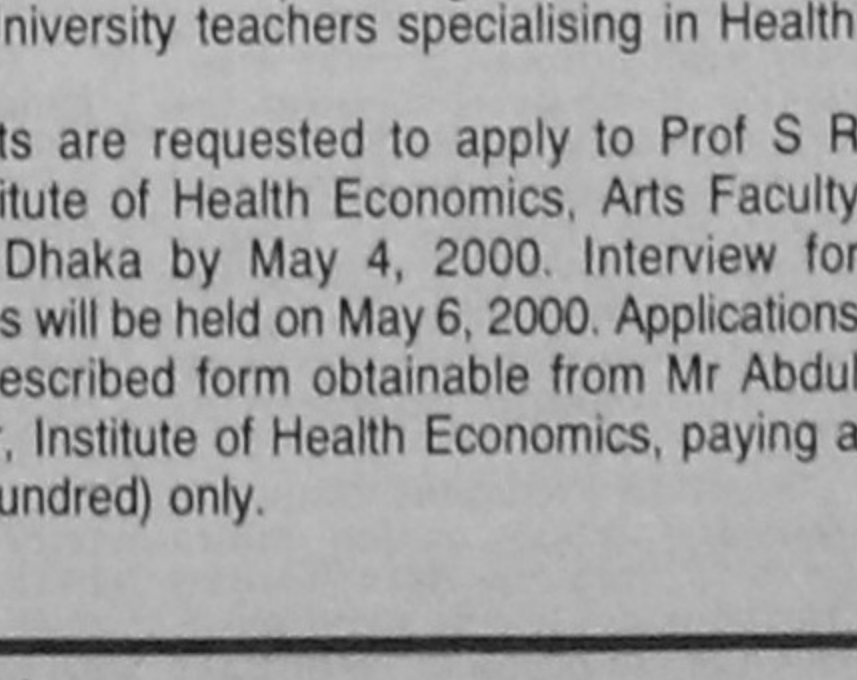 niversity teachers specialising in Health
ts are requested to apply to Prof S R
itute of Health Economics, Arts Faculty
Dhaka by May 4, 2000. Interview for
s will be held on May 6, 2000. Applications
escribed form obtainable from Mr Abdul
, Institute of Health Economics, paying a
undred) only.